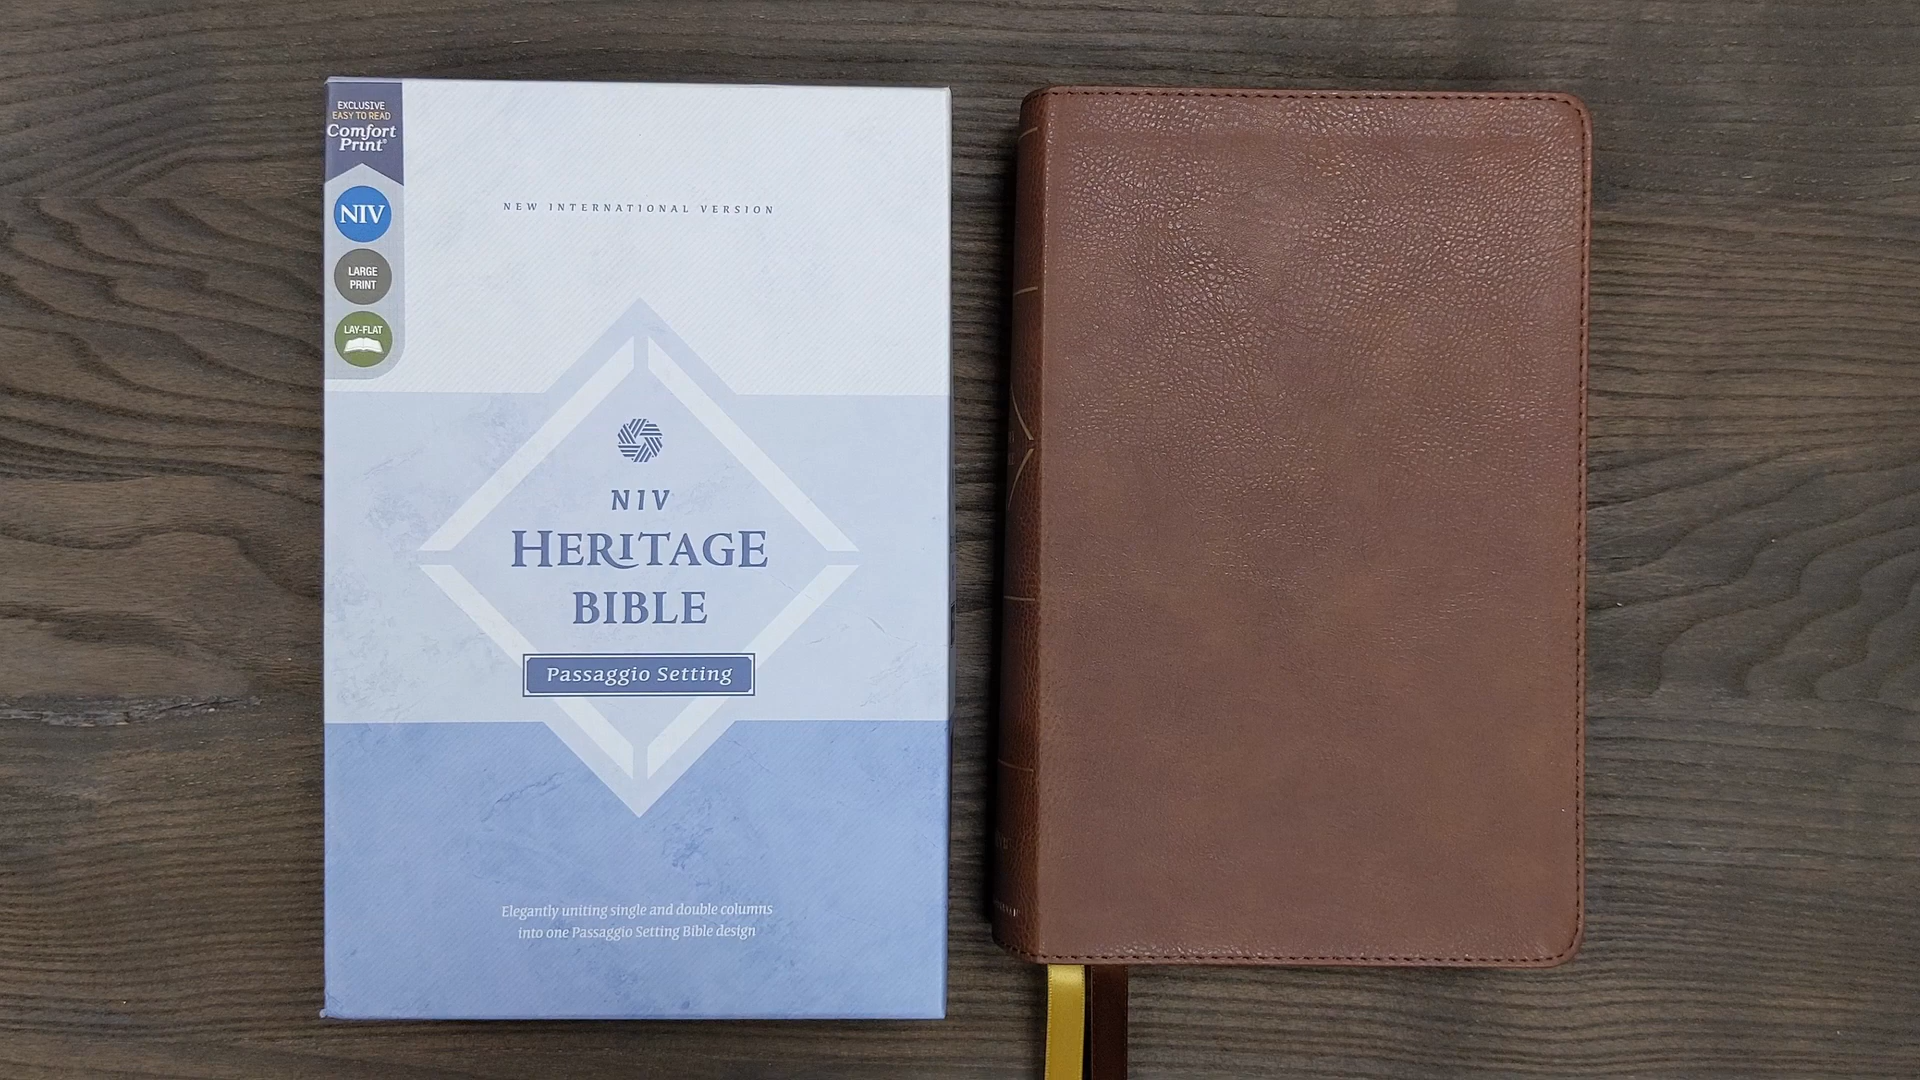 EXCLUSIVE
EASY TO READ
Comfort
Print®
NIV
LARGE
PRINT
LAY-FLAT
NEW INTERNATIONAL VERSION
NIV
HERITAGE
BIBLE
Passaggio Setting
Elegantly uniting single and double columns
into one Passaggio Setting Bible design